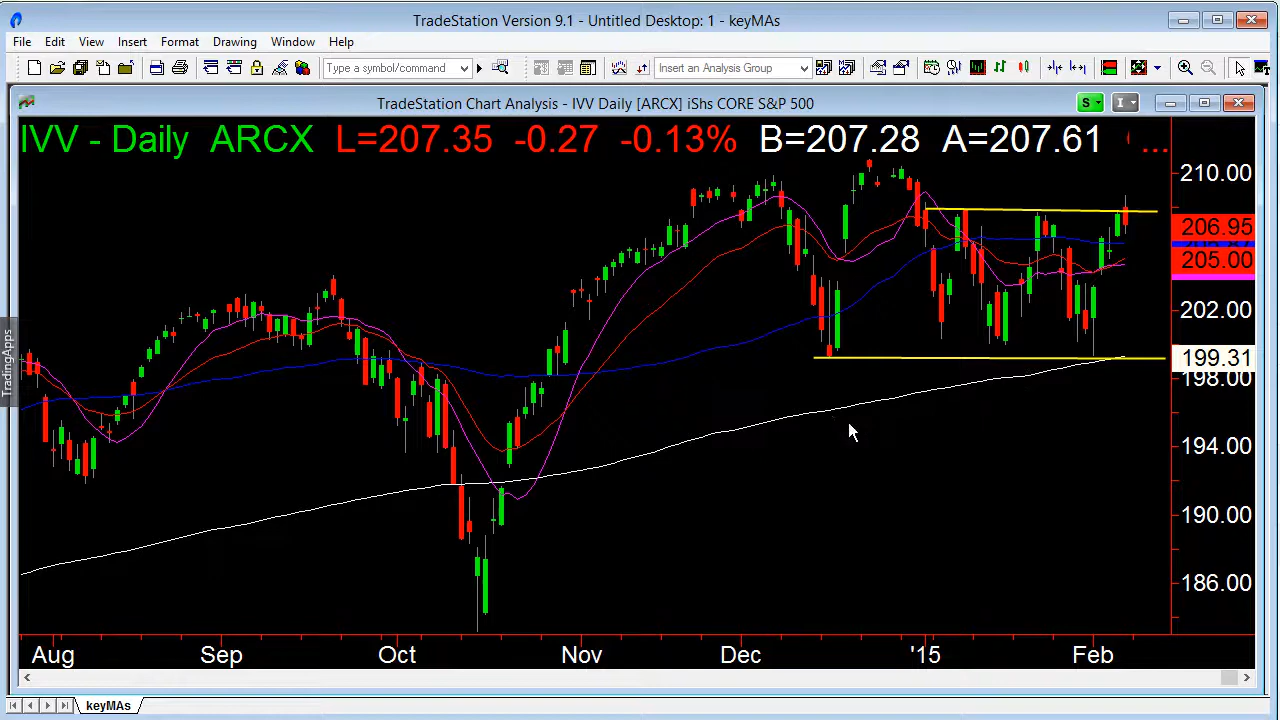 TradeStation Version 9.1 - Untitled Desktop: 1 - keyMAs
File Edit View Insert Format Drawing Window Help
Type a symbol/command Insert an Analysis Group
TradeStation Chart Analysis - IVV Daily [ARCX] iShs CORE S&P 500
S I
IVV - Daily ARCX L=207.35 -0.27 -0.13% B=207.28 A=207.61 ...
210.00
206.95
205.00
202.00
199.31
198.00
194.00
190.00
186.00
TradingApps
Aug Sep Oct Nov Dec '15 Feb
keyMAs